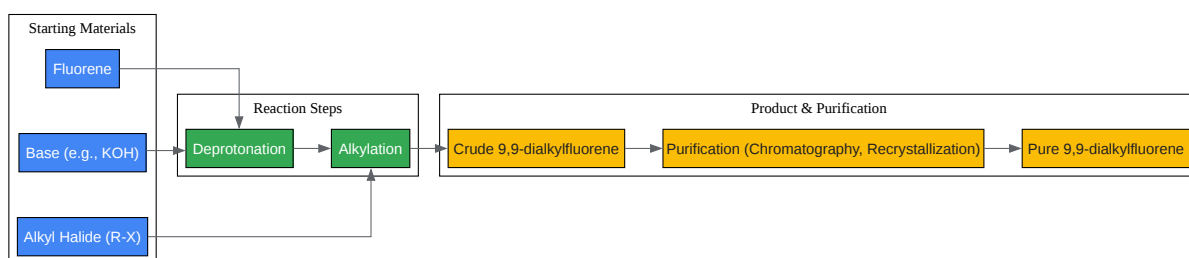 Starting Materials
Fluorene
Base (e.g., KOH)
Alkyl Halide (R-X)
Reaction Steps
Deprotonation
Alkylation
Product & Purification
Crude 9,9-dialkylfluorene
Purification (Chromatography, Recrystallization)
Pure 9,9-dialkylfluorene